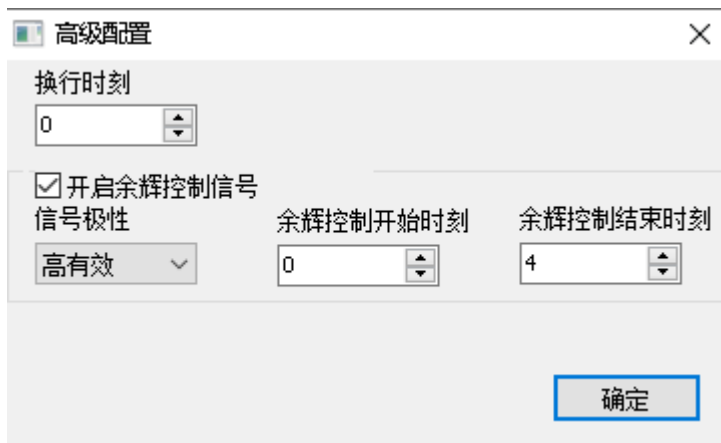 高级配置
换行时刻
0
开启余辉控制信号
信号极性 余辉控制开始时刻 余辉控制结束时刻
高有效 0 4
确定